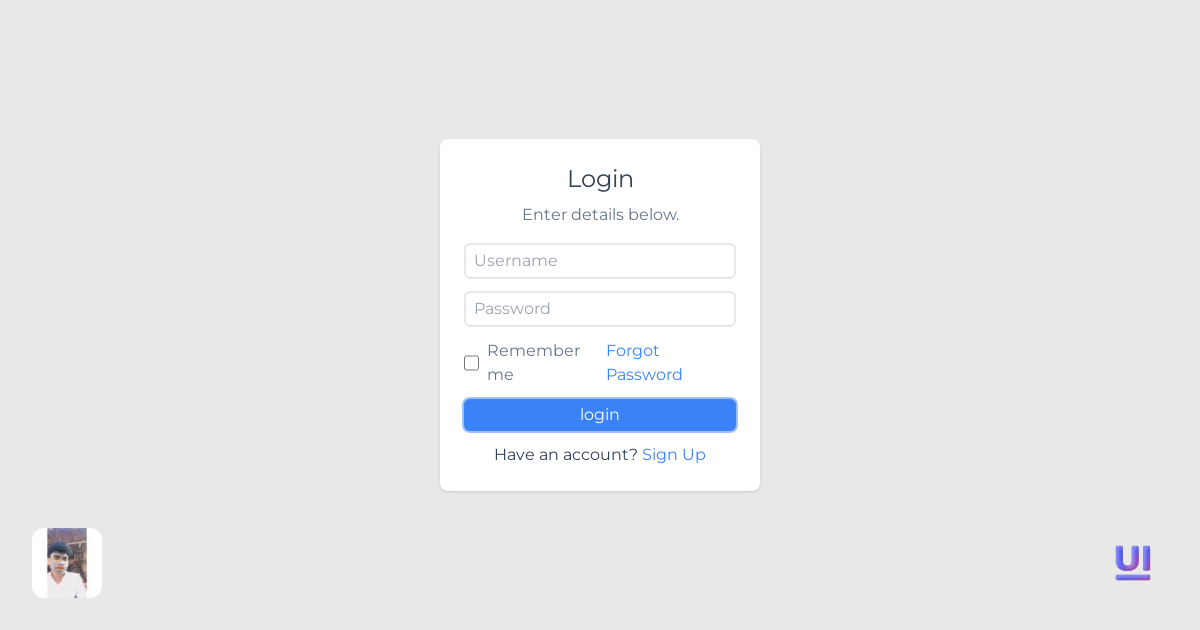 Login
Enter details below.
Username
Password
Remember me
Forgot Password
login
Have an account? Sign Up
UI